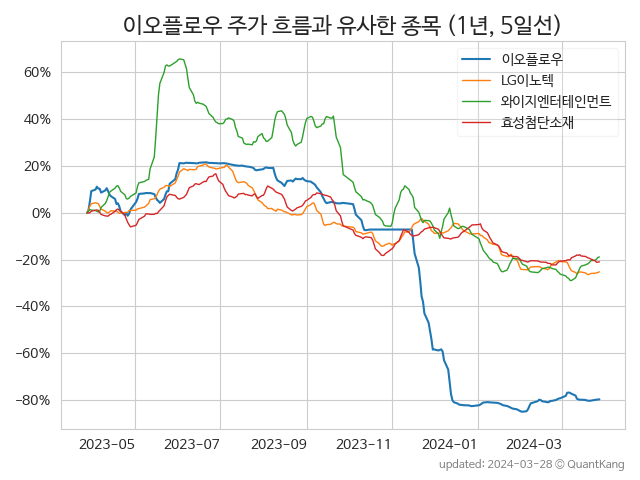 이오플로우 주가 흐름과 유사한 종목 (1년, 5일선)
이오플로우
LG이노텍
와이지엔터테인먼트
효성첨단소재
60%
40%
20%
0%
−20%
−40%
−60%
−80%
2023-05
2023-07
2023-09
2023-11
2024-01
2024-03
updated: 2024-03-28 © QuantKang